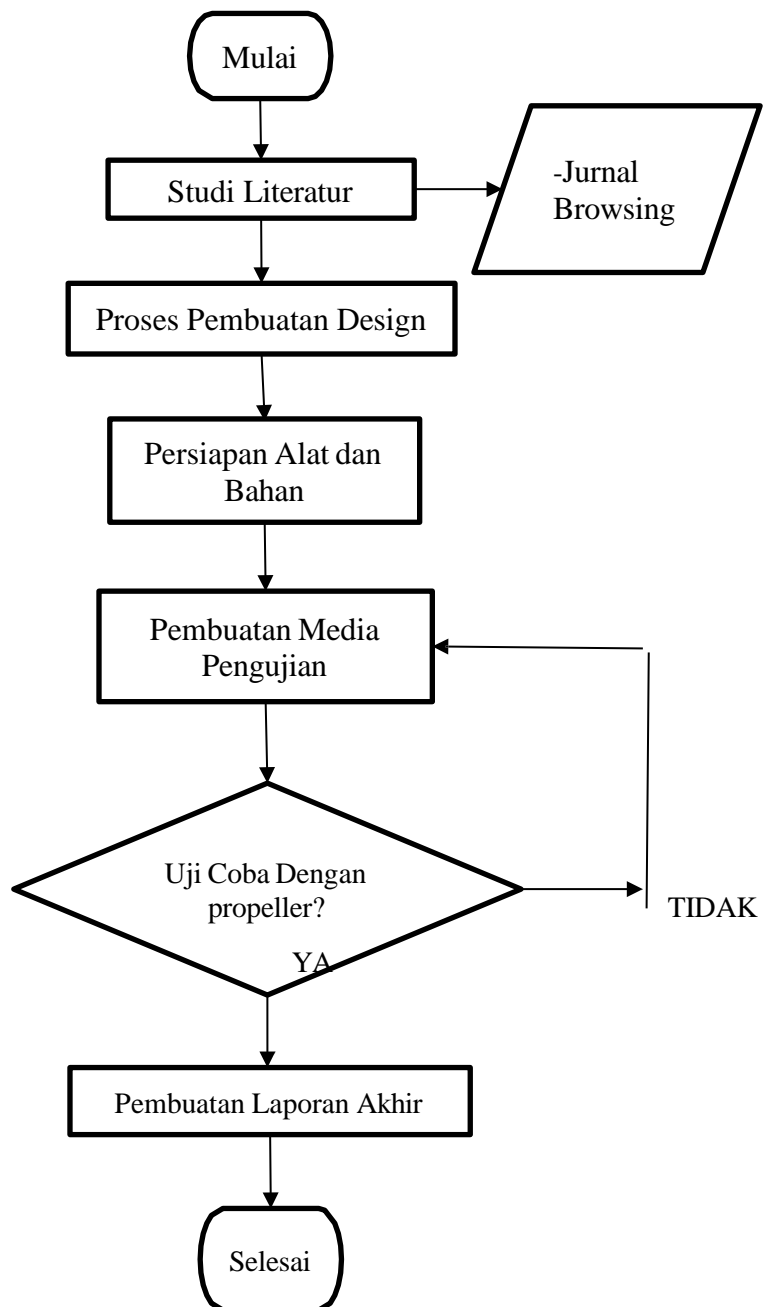 Mulai
Studi Literatur
-Jurnal
Browsing
Proses Pembuatan Design
Persiapan Alat dan
Bahan
Pembuatan Media
Pengujian
Uji Coba Dengan
propeller?
TIDAK
YA
Pembuatan Laporan Akhir
Selesai